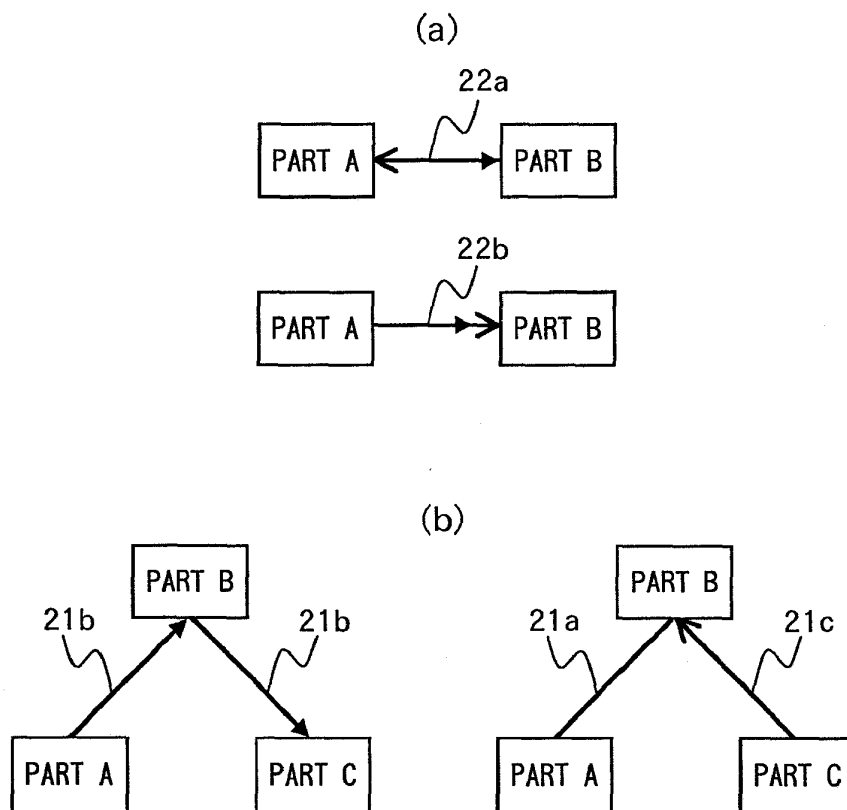 (a)
22a
PART A
PART B
22b
PART A
PART B
(b)
PART B
PART B
21b
21b
21a
21c
PART A
PART C
PART A
PART C